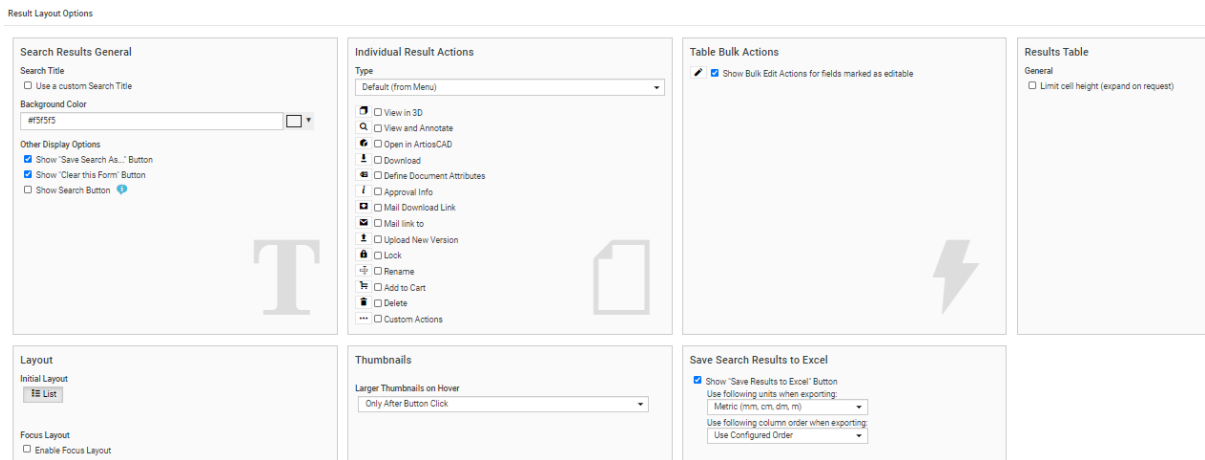 Result Layout Options
Search Results General
Search Title
Use a custom Search Title
Background Color
#f5f5f5
Other Display Options
Show "Save Search As..." Button
Show "Clear this Form" Button
Show Search Button
Individual Result Actions
Type
Default (from Menu)
View in 3D
View and Annotate
Open in ArtiosCAD
Download
Define Document Attributes
Approval Info
Mail Download Link
Mail link to
Upload New Version
Lock
Rename
Add to Cart
Delete
Custom Actions
Table Bulk Actions
Show Bulk Edit Actions for fields marked as editable
Results Table
General
Limit cell height (expand on request)
Layout
Initial Layout
List
Focus Layout
Enable Focus Layout
Thumbnails
Larger Thumbnails on Hover
Only After Button Click
Save Search Results to Excel
Show "Save Results to Excel" Button
Use following units when exporting:
Metric (mm, cm, dm, m)
Use following column order when exporting:
Use Configured Order